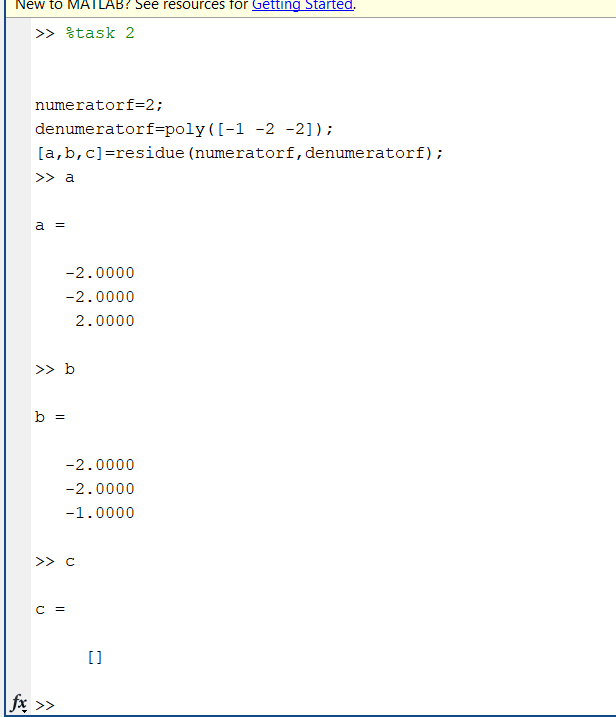 New to MATLAB? See resources for Getting Started.
>> %task 2
numeratorf=2;
denumeratorf=poly([-1 -2 -2]);
[a,b,c]=residue(numeratorf,denumeratorf);
>> a
a =
-2.0000
-2.0000
2.0000
>> b
b =
-2.0000
-2.0000
-1.0000
>> c
c =
[]
fx >>